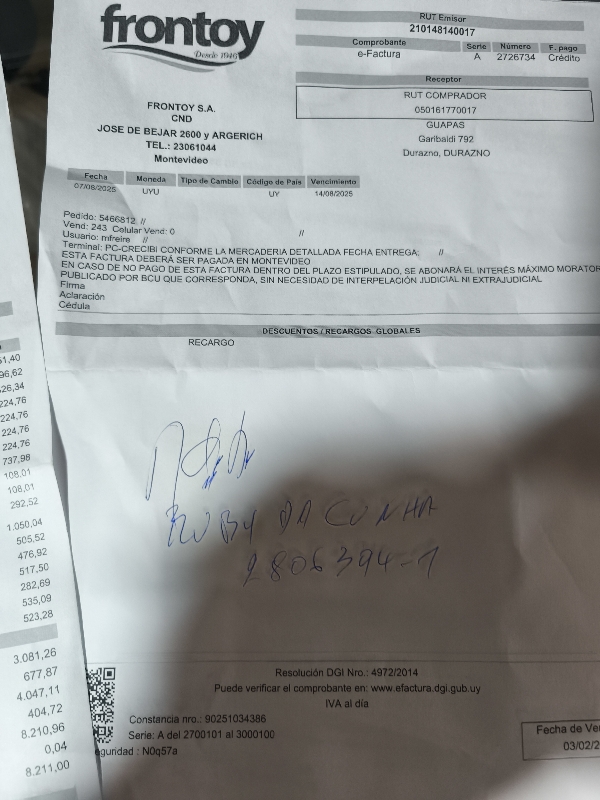 frontoy
Desde 1946
FRONTOY S.A.
CND
JOSE DE BEJAR 2600 y ARGERICH
TEL.: 23061044
Montevideo
RUT Emisor
210148140017
Comprobante Serie Número F. pago
e-Factura A 2726734 Crédito
Receptor
RUT COMPRADOR
050161770017
GUAPAS
Garibaldi 792
Durazno, DURAZNO
Fecha Moneda Tipo de Cambio Código de Pais Vencimiento
07/08/2025 UYU UY 14/08/2025
Pedido: 5466812 //
Vend: 243 Celular Vend: 0 //
Usuario: mfreire //
Terminal: PC-CRECIBI CONFORME LA MERCADERIA DETALLADA FECHA ENTREGA; //
ESTA FACTURA DEBERÁ SER PAGADA EN MONTEVIDEO
EN CASO DE NO PAGO DE ESTA FACTURA DENTRO DEL PLAZO ESTIPULADO, SE ABONARÁ EL INTERÉS MÁXIMO MORATOR
PUBLICADO POR BCU QUE CORRESPONDA, SIN NECESIDAD DE INTERPELACIÓN JUDICIAL NI EXTRAJUDICIAL
Firma
Aclaración
Cédula
DESCUENTOS / RECARGOS GLOBALES
RECARGO
RUBY DA CUNHA
2806394-1
51,40
96,62
26,34
224,76
224,76
224,76
224,76
737,98
108,01
108,01
292,52
1.050,04
505,52
476,92
517,50
282,69
535,09
523,28
3.081,26
677,87
4.047,11
404,72
8.210,96
0,04
8.211,00
Resolución DGI Nro.: 4972/2014
Puede verificar el comprobante en: www.efactura.dgi.gub.uy
IVA al día
Constancia nro.: 90251034386
Serie: A del 2700101 al 3000100
eguridad : N0q57a
Fecha de Ve
03/02/2